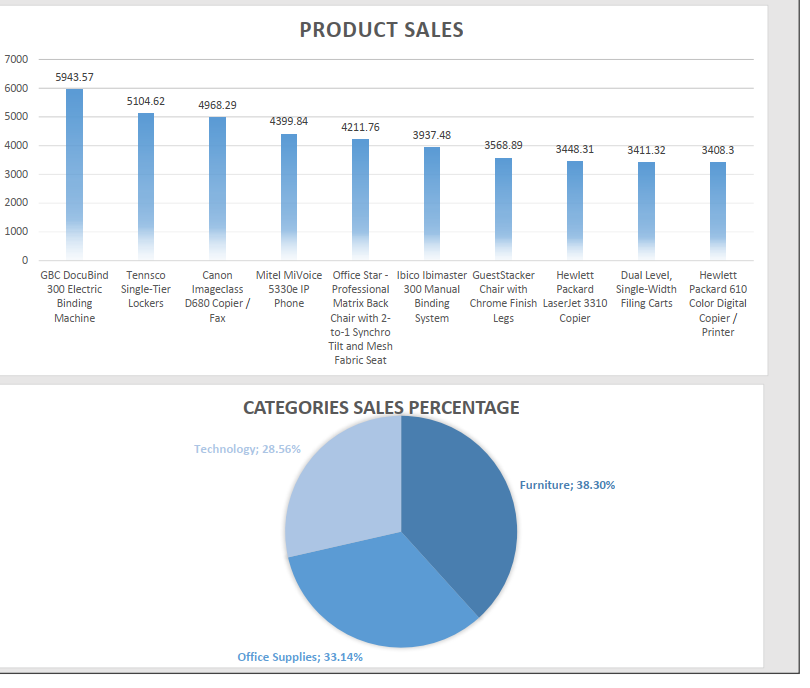 PRODUCT SALES
7000
6000
5000
4000
3000
2000
1000
0
5943.57
5104.62
4968.29
4399.84
4211.76
3937.48
3568.89
3448.31
3411.32
3408.3
GBC DocuBind
300 Electric
Binding
Machine
Tennsco
Single-Tier
Lockers
Canon
Imageclass
D680 Copier /
Fax
Mitel MiVoice
5330e IP
Phone
Office Star -
Professional
Matrix Back
Chair with 2-
to-1 Synchro
Tilt and Mesh
Fabric Seat
Ibico Ibimaster
300 Manual
Binding
System
GuestStacker
Chair with
Chrome Finish
Legs
Hewlett
Packard
LaserJet 3310
Copier
Dual Level,
Single-Width
Filing Carts
Hewlett
Packard 610
Color Digital
Copier /
Printer
CATEGORIES SALES PERCENTAGE
Technology; 28.56%
Furniture; 38.30%
Office Supplies; 33.14%